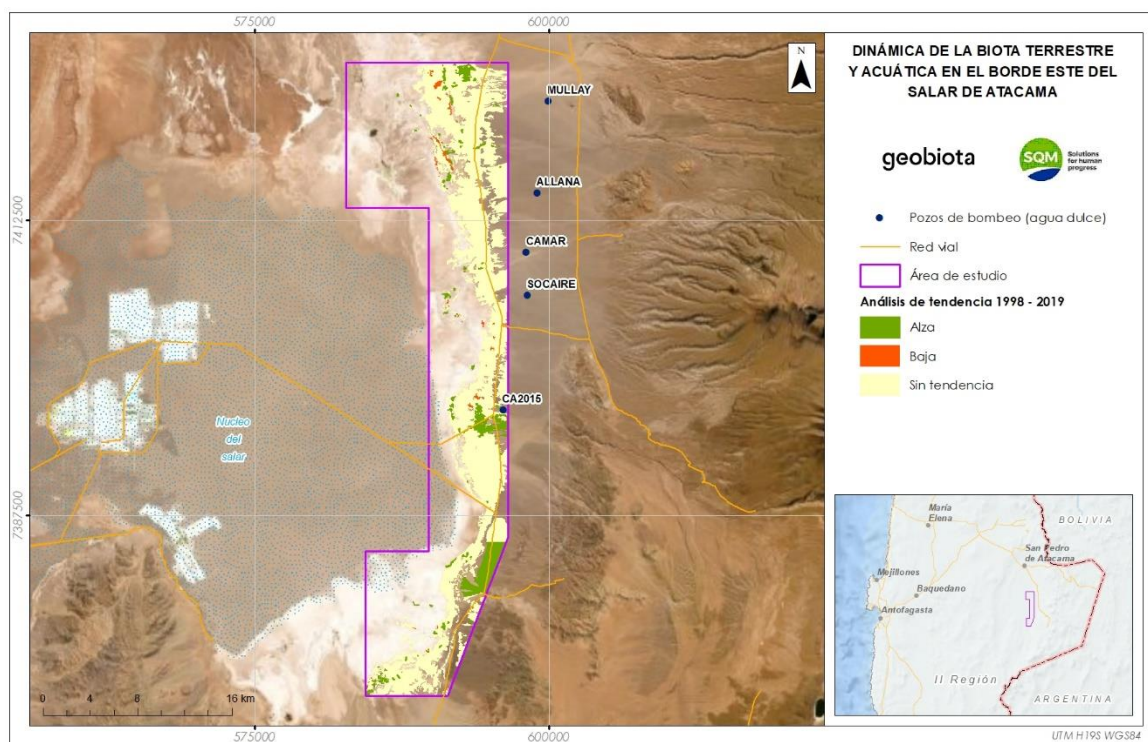 575000
600000
7412500
7387500
MULLAY
ALLANA
CAMAR
SOCAIRE
CA2015
Nucleo
del
salar
0 4 8 16 km
575000
600000
DINÁMICA DE LA BIOTA TERRESTRE
Y ACUÁTICA EN EL BORDE ESTE DEL
SALAR DE ATACAMA
N
geobiota
SQM
Solutions
for human
progress
Pozos de bombeo (agua dulce)
Red vial
Área de estudio
Análisis de tendencia 1998 - 2019
Alza
Baja
Sin tendencia
María
Elena
BOLIVIA
San Pedro
de Atacama
Mejillones
Baquedano
Antofagasta
II Región
ARGENTINA
UTM H19S WGS84